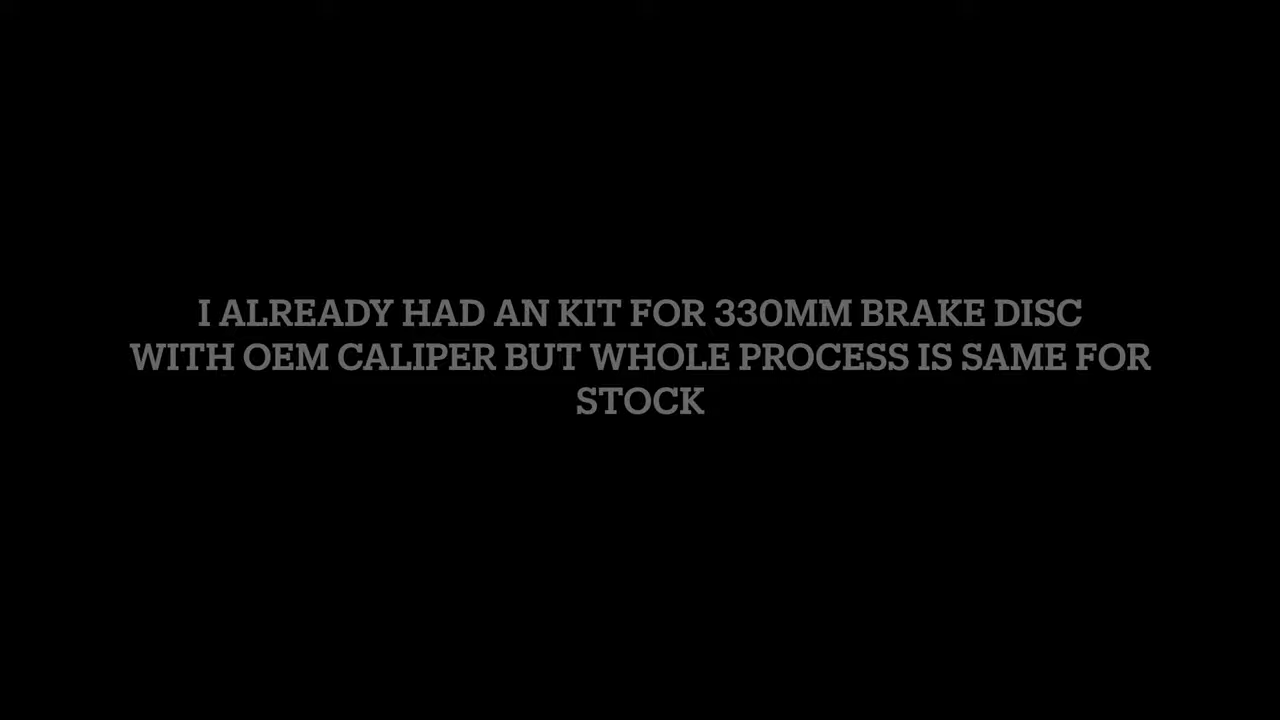 I ALREADY HAD AN KIT FOR 330MM BRAKE DISC
WITH OEM CALIPER BUT WHOLE PROCESS IS SAME FOR
STOCK